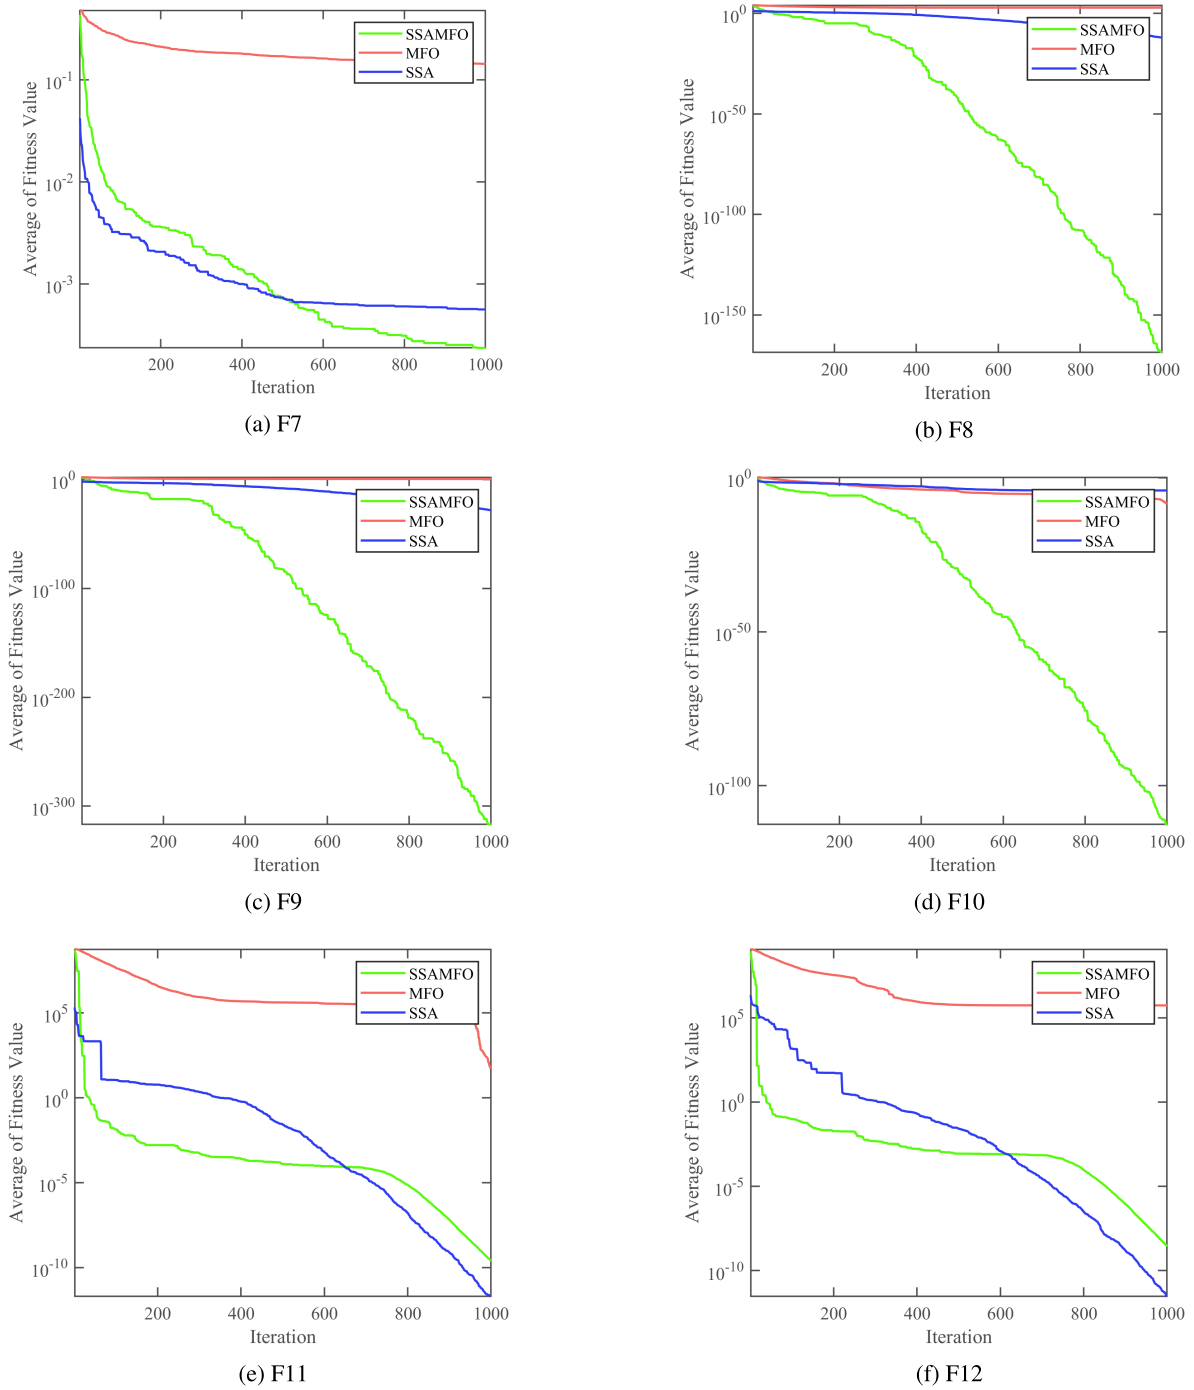 SSAMFO
MFO
SSA
Average of Fitness Value
10^-1
10^-2
10^-3
200 400 600 800 1000
Iteration
(a) F7
SSAMFO
MFO
SSA
Average of Fitness Value
10^0
10^-50
10^-100
10^-150
200 400 600 800 1000
Iteration
(b) F8
SSAMFO
MFO
SSA
Average of Fitness Value
10^0
10^-100
10^-200
10^-300
200 400 600 800 1000
Iteration
(c) F9
SSAMFO
MFO
SSA
Average of Fitness Value
10^0
10^-50
10^-100
200 400 600 800 1000
Iteration
(d) F10
SSAMFO
MFO
SSA
Average of Fitness Value
10^5
10^0
10^-5
10^-10
200 400 600 800 1000
Iteration
(e) F11
SSAMFO
MFO
SSA
Average of Fitness Value
10^5
10^0
10^-5
10^-10
200 400 600 800 1000
Iteration
(f) F12